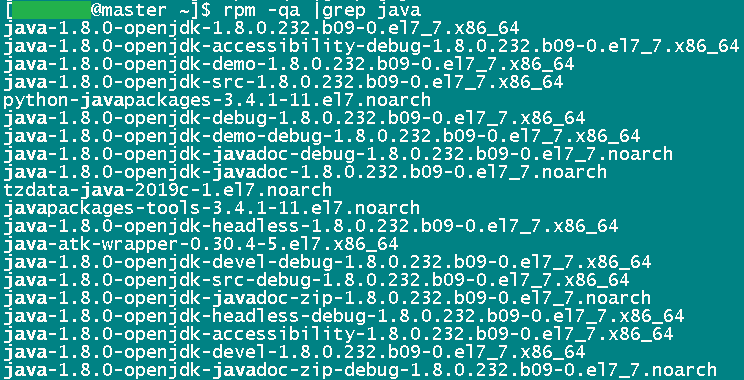 [ @master ~]$ rpm -qa |grep java
java-1.8.0-openjdk-1.8.0.232.b09-0.el7_7.x86_64
java-1.8.0-openjdk-accessibility-debug-1.8.0.232.b09-0.el7_7.x86_64
java-1.8.0-openjdk-demo-1.8.0.232.b09-0.el7_7.x86_64
java-1.8.0-openjdk-src-1.8.0.232.b09-0.el7_7.x86_64
python-javapackages-3.4.1-11.el7.noarch
java-1.8.0-openjdk-debug-1.8.0.232.b09-0.el7_7.x86_64
java-1.8.0-openjdk-demo-debug-1.8.0.232.b09-0.el7_7.x86_64
java-1.8.0-openjdk-javadoc-debug-1.8.0.232.b09-0.el7_7.noarch
java-1.8.0-openjdk-javadoc-1.8.0.232.b09-0.el7_7.noarch
tzdata-java-2019c-1.el7.noarch
javapackages-tools-3.4.1-11.el7.noarch
java-1.8.0-openjdk-headless-1.8.0.232.b09-0.el7_7.x86_64
java-atk-wrapper-0.30.4-5.el7.x86_64
java-1.8.0-openjdk-devel-debug-1.8.0.232.b09-0.el7_7.x86_64
java-1.8.0-openjdk-src-debug-1.8.0.232.b09-0.el7_7.x86_64
java-1.8.0-openjdk-javadoc-zip-1.8.0.232.b09-0.el7_7.noarch
java-1.8.0-openjdk-headless-debug-1.8.0.232.b09-0.el7_7.x86_64
java-1.8.0-openjdk-accessibility-1.8.0.232.b09-0.el7_7.x86_64
java-1.8.0-openjdk-devel-1.8.0.232.b09-0.el7_7.x86_64
java-1.8.0-openjdk-javadoc-zip-debug-1.8.0.232.b09-0.el7_7.noarch